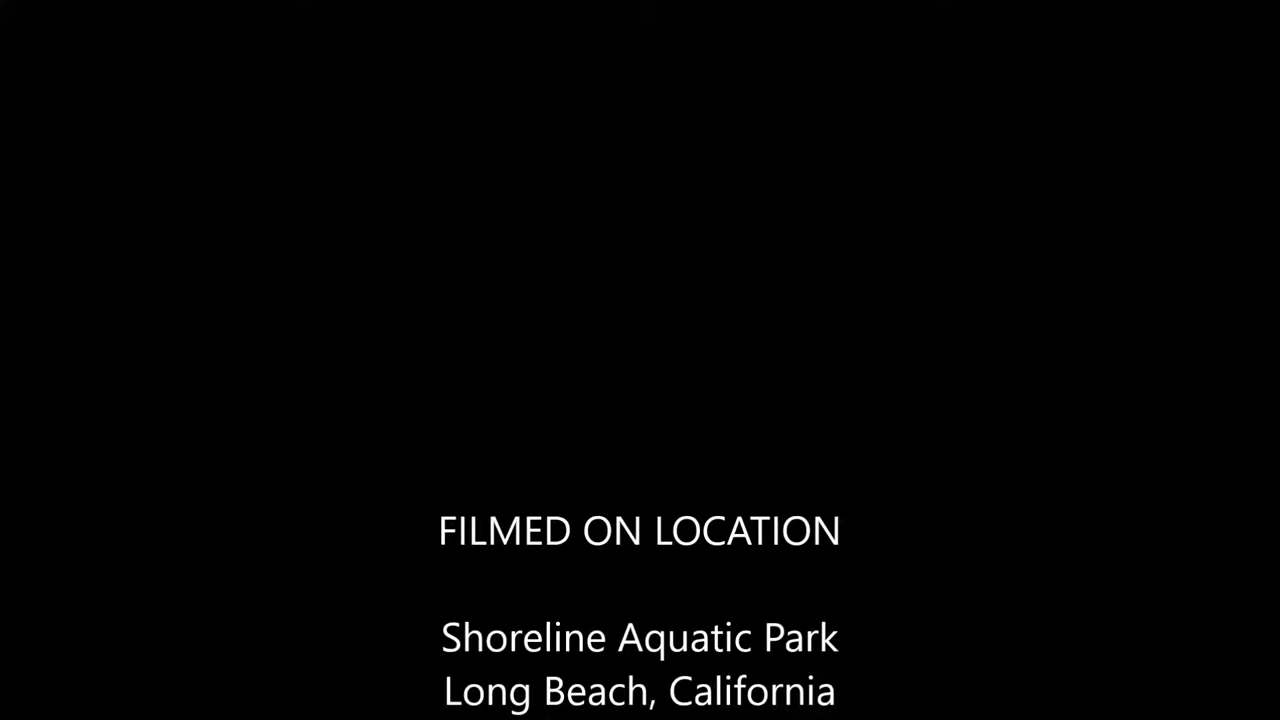 FILMED ON LOCATION
Shoreline Aquatic Park
Long Beach, California